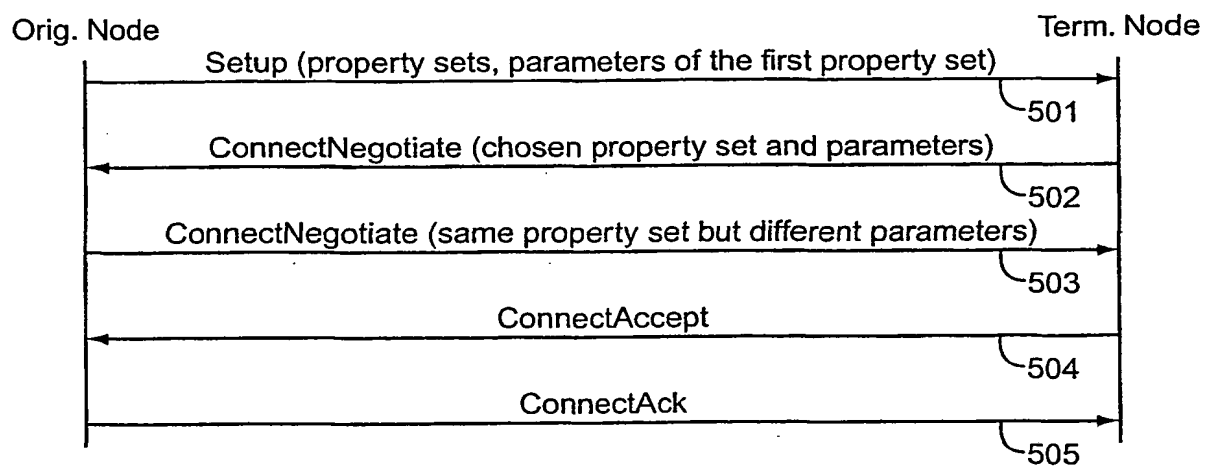 Orig. Node
Term. Node
Setup (property sets, parameters of the first property set)
501
ConnectNegotiate (chosen property set and parameters)
502
ConnectNegotiate (same property set but different parameters)
503
ConnectAccept
504
ConnectAck
505